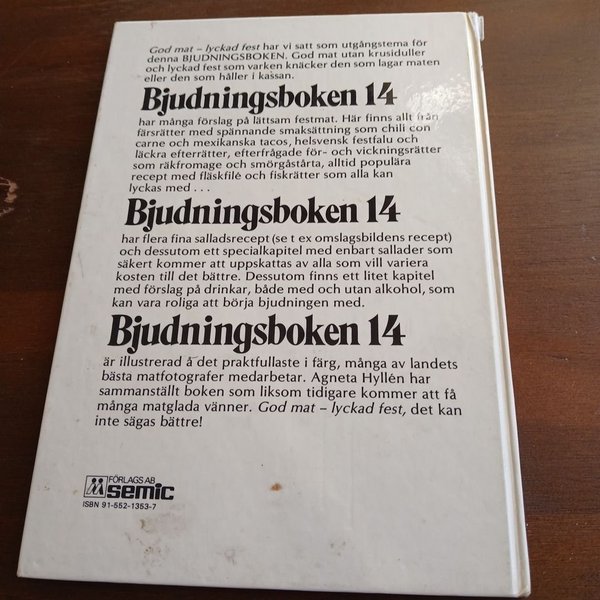 God mat – lyckad fest har vi satt som utgångstema för
denna BJUDNINGSBOKEN. God mat utan krusiduller
och lyckad fest som varken knäcker den som lagar maten
eller den som håller i kassan.
Bjudningsboken 14
har många förslag på lättsam festmat. Här finns allt från
färsrätter med spännande smaksättning som chili con
carne och mexikanska tacos, helsvensk festfalu och
läckra efterrätter, efterfrågade för- och vickningsrätter
som räkfromage och smörgåstårta, alltid populära
recept med fläskfilé och fiskrätter som alla kan
lyckas med . . .
Bjudningsboken 14
har flera fina salladsrecept (se t ex omslagsbildens recept)
och dessutom ett specialkapitel med enbart sallader som
säkert kommer att uppskattas av alla som vill variera
kosten till det bättre. Dessutom finns ett litet kapitel
med förslag på drinkar, både med och utan alkohol, som
kan vara roliga att börja bjudningen med.
Bjudningsboken 14
är illustrerad å det praktfullaste i färg, många av landets
bästa matfotografer medarbetar. Agneta Hyllén har
sammanställt boken som liksom tidigare kommer att få
många matglada vänner. God mat – lyckad fest, det kan
inte sägas bättre!
FÖRLAGS AB
semic
ISBN 91-552-1353-7